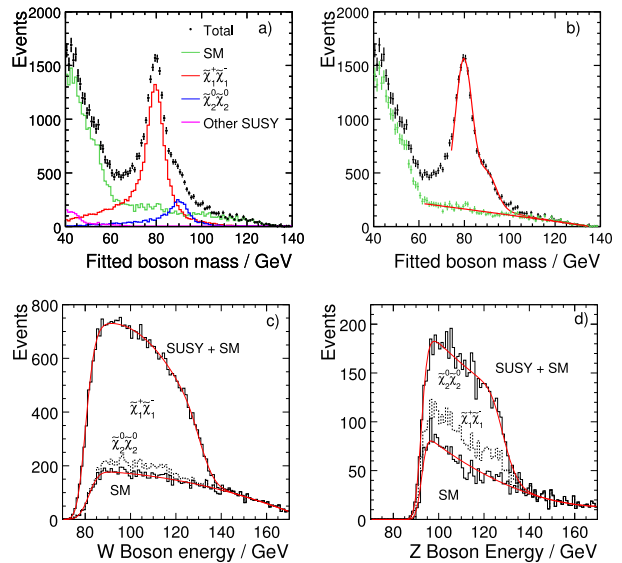 Events
2000
1500
1000
500
0
40 60 80 100 120 140
Fitted boson mass / GeV
a)
Total
SM
χ̃₁⁺χ̃₁⁻
χ̃₂⁰χ̃₂⁰
Other SUSY
Events
2000
1500
1000
500
0
40 60 80 100 120 140
Fitted boson mass / GeV
b)
Events
800
600
400
200
0
80 100 120 140 160
W Boson energy / GeV
c)
SUSY + SM
χ̃₁⁺χ̃₁⁻
χ̃₂⁰χ̃₂⁰
SM
Events
200
150
100
50
0
80 100 120 140 160
Z Boson Energy / GeV
d)
SUSY + SM
χ̃₂⁰χ̃₂⁰
χ̃₁⁺χ̃₁⁻
SM